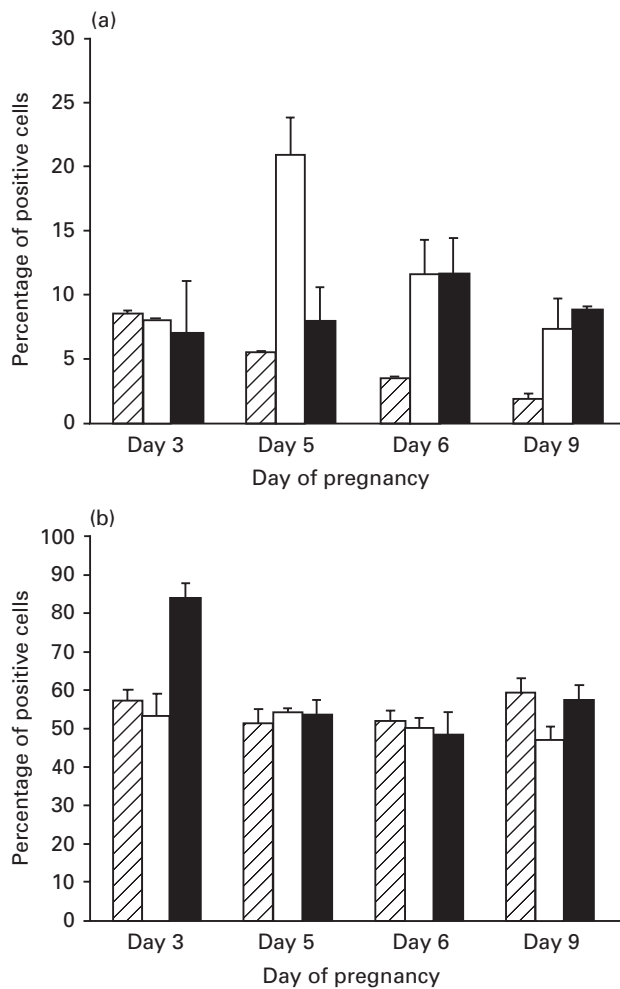 (a)
30
25
20
15
10
5
0
Percentage of positive cells
Day 3 Day 5 Day 6 Day 9
Day of pregnancy
(b)
100
90
80
70
60
50
40
30
20
10
0
Percentage of positive cells
Day 3 Day 5 Day 6 Day 9
Day of pregnancy